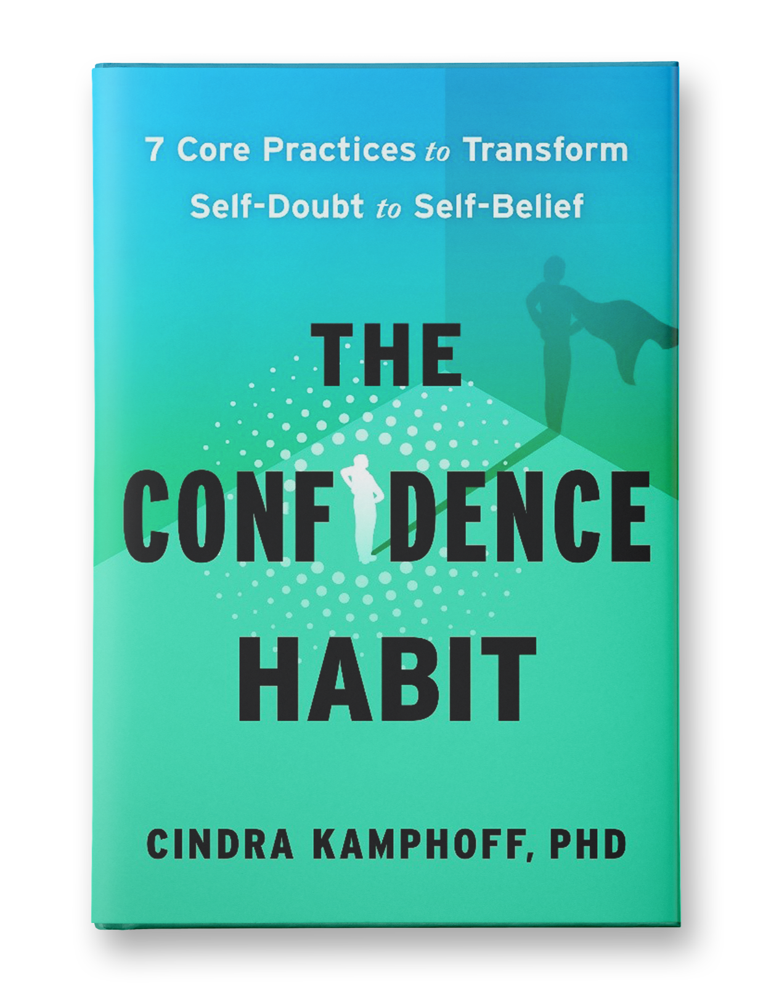 7 Core Practices to Transform
Self-Doubt to Self-Belief
THE
CONFIDENCE
HABIT
CINDRA KAMPHOFF, PHD